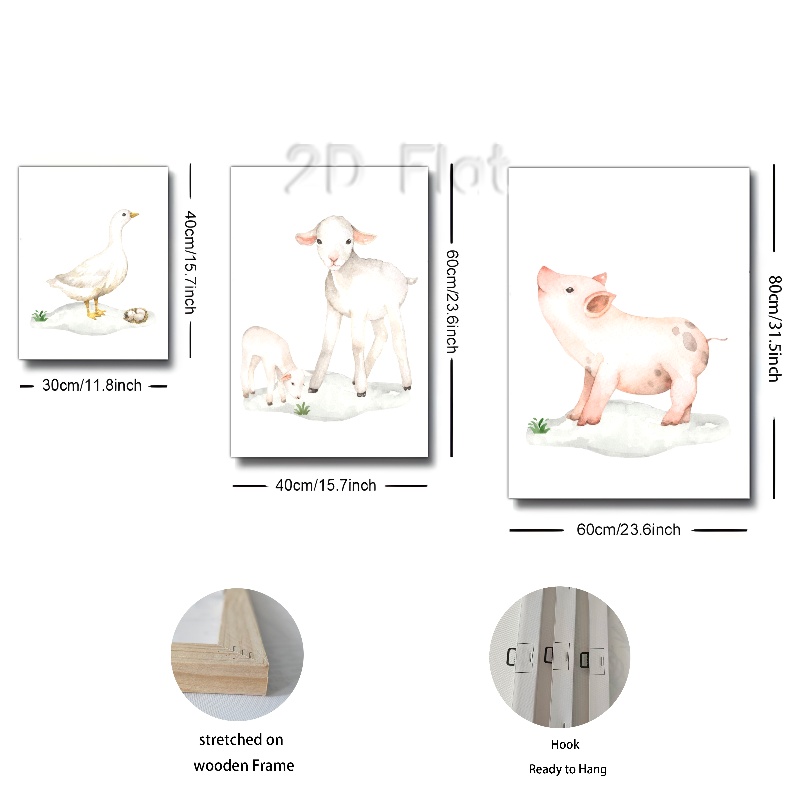 2D Flat
40cm/15.7inch
30cm/11.8inch
60cm/23.6inch
40cm/15.7inch
80cm/31.5inch
60cm/23.6inch
stretched on
wooden Frame
Hook
Ready to Hang